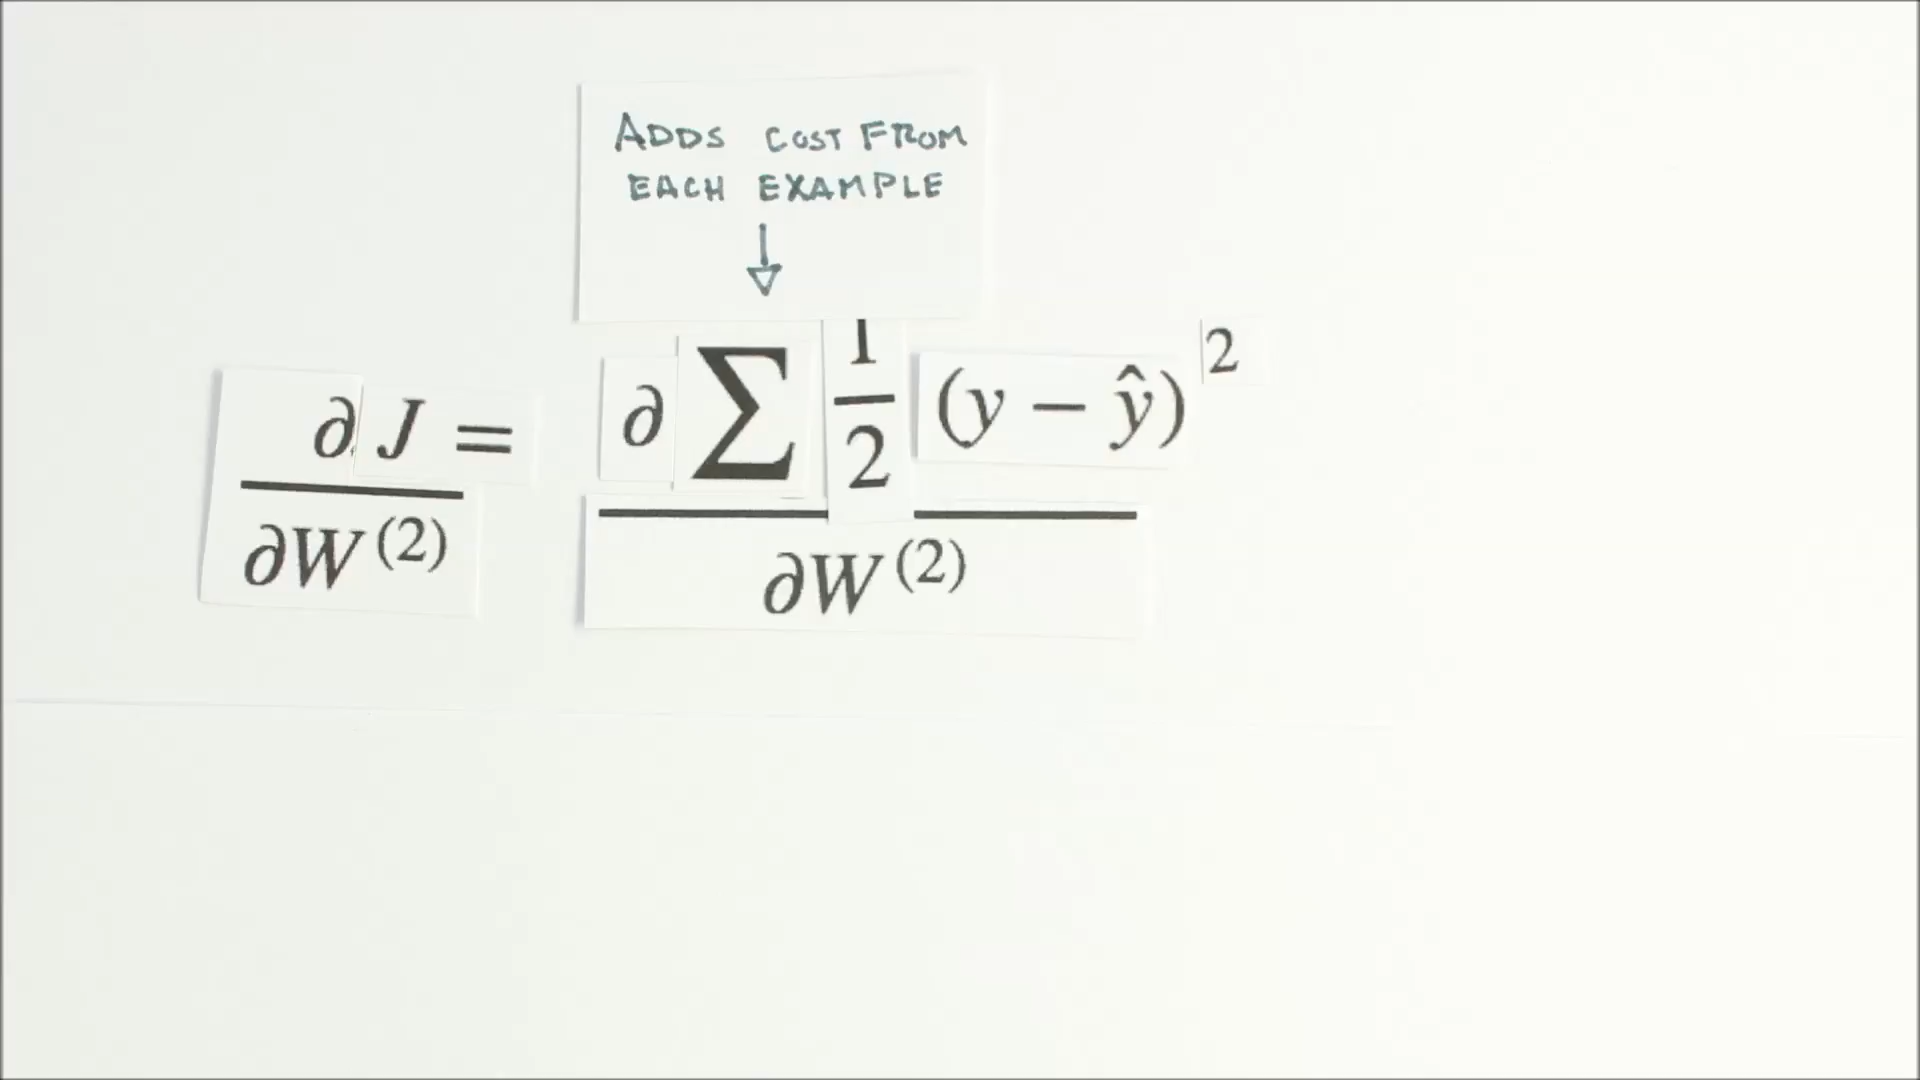 ADDS COST FROM
EACH EXAMPLE
∂J = ∂ ∑ 1/2 (y − ŷ)²
∂W⁽²⁾ ∂W⁽²⁾